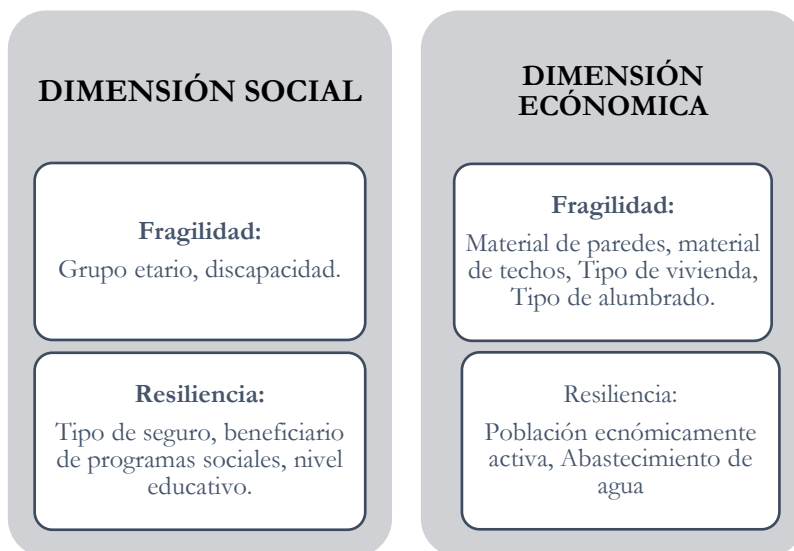 DIMENSIÓN SOCIAL
Fragilidad:
Grupo etario, discapacidad.
Resiliencia:
Tipo de seguro, beneficiario
de programas sociales, nivel
educativo.
DIMENSIÓN
ECÓNOMICA
Fragilidad:
Material de paredes, material
de techos, Tipo de vivienda,
Tipo de alumbrado.
Resiliencia:
Población ecnómicamente
activa, Abastecimiento de
agua